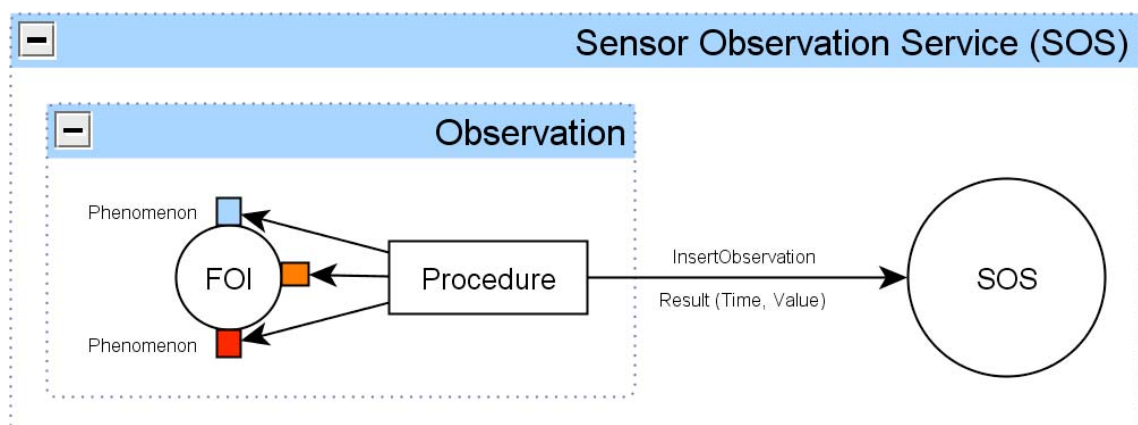 Sensor Observation Service (SOS)
Observation
Phenomenon
FOI
Procedure
InsertObservation
Result (Time, Value)
SOS
Phenomenon